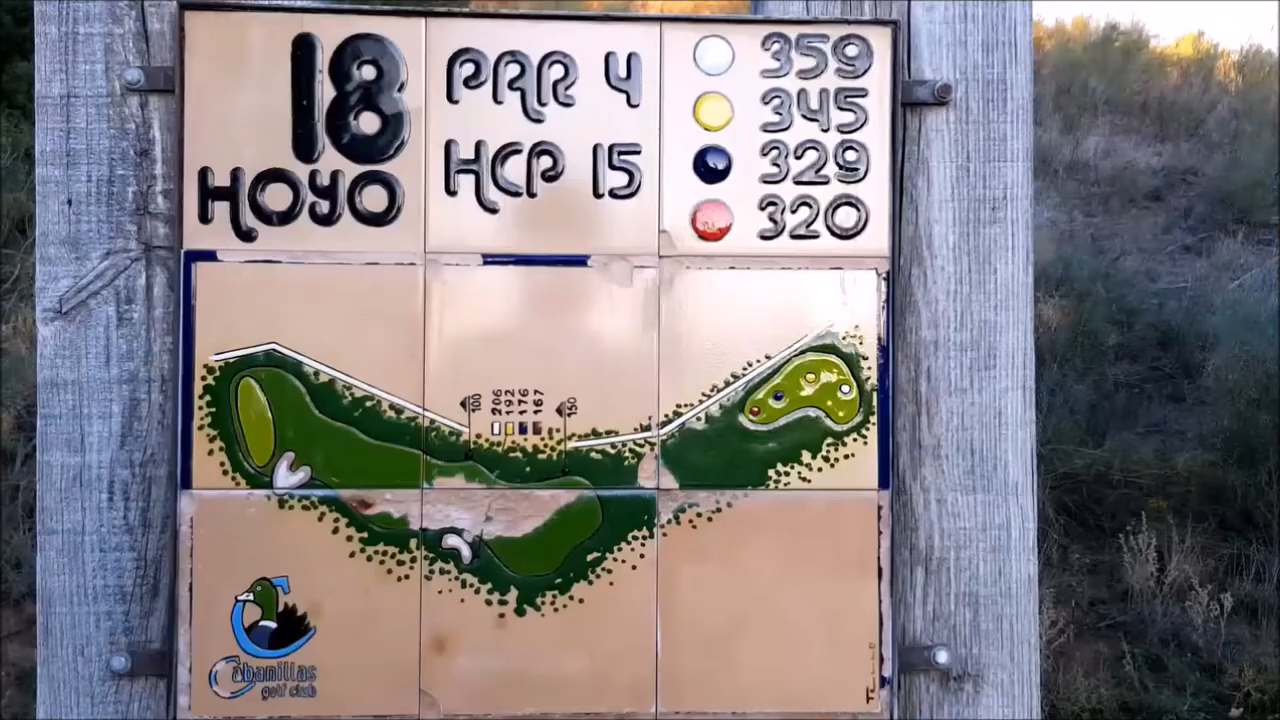 18
HOYO
PAR 4
HCP 15
359
345
329
320
100
206
192
176
167
150
Cabanillas
golf club